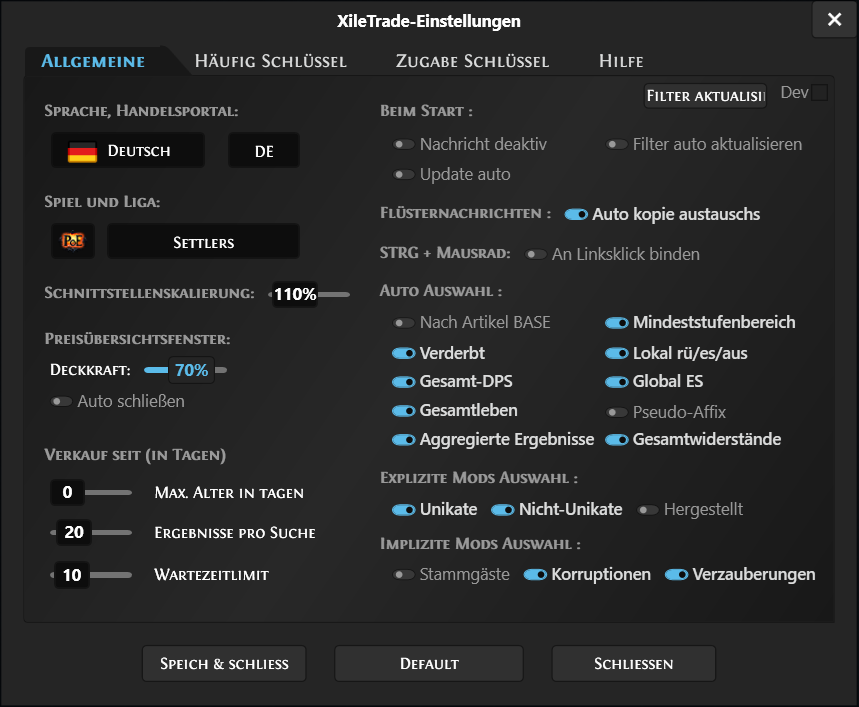 XileTrade-Einstellungen
Allgemeine Häufig Schlüssel Zugabe Schlüssel Hilfe
Filter aktualisi Dev
Sprache, Handelsportal:
Deutsch DE
Spiel und Liga:
PoE Settlers
Schnittstellenskalierung: 110%
Preisübersichtsfenster:
Deckkraft: 70%
Auto schließen
Verkauf seit (in Tagen)
0 Max. Alter in tagen
20 Ergebnisse pro Suche
10 Wartezeitlimit
Beim Start :
Nachricht deaktiv Filter auto aktualisieren
Update auto
Flüsternachrichten : Auto kopie austauschs
STRG + Mausrad: An Linksklick binden
Auto Auswahl :
Nach Artikel BASE Mindeststufenbereich
Verderbt Lokal rü/es/aus
Gesamt-DPS Global ES
Gesamtleben Pseudo-Affix
Aggregierte Ergebnisse Gesamtwiderstände
Explizite Mods Auswahl :
Unikate Nicht-Unikate Hergestellt
Implizite Mods Auswahl :
Stammgäste Korruptionen Verzauberungen
Speich & schliess Default Schliessen